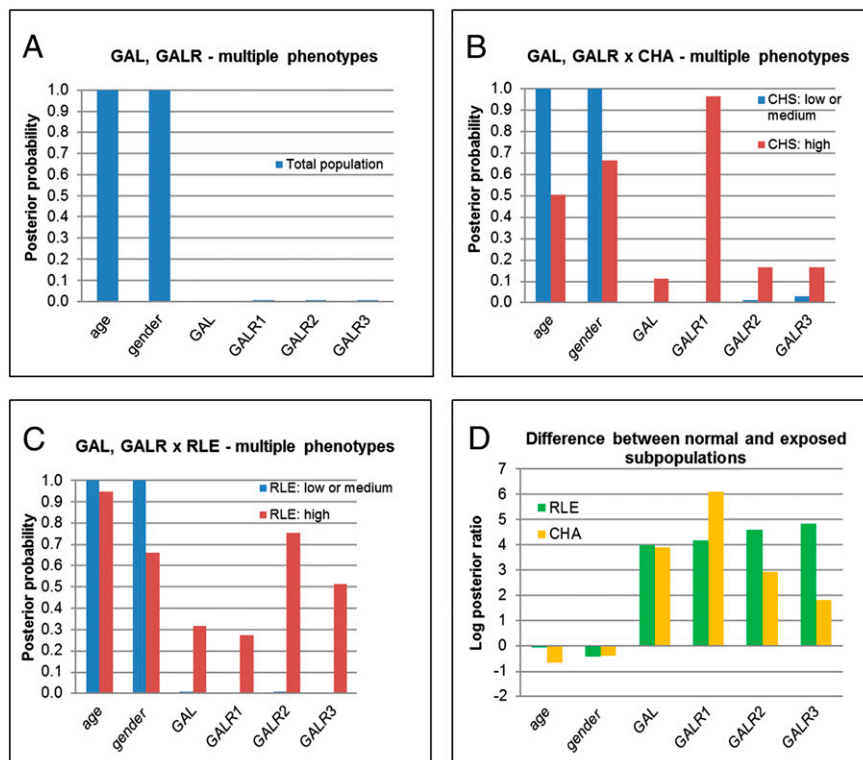 A
GAL, GALR - multiple phenotypes
Posterior probability
1.0
0.9
0.8
0.7
0.6
0.5
0.4
0.3
0.2
0.1
0.0
Total population
age
gender
GAL
GALR1
GALR2
GALR3
B
GAL, GALR x CHA - multiple phenotypes
Posterior probability
1.0
0.9
0.8
0.7
0.6
0.5
0.4
0.3
0.2
0.1
0.0
CHS: low or
medium
CHS: high
age
gender
GAL
GALR1
GALR2
GALR3
C
GAL, GALR x RLE - multiple phenotypes
Posterior probability
1.0
0.9
0.8
0.7
0.6
0.5
0.4
0.3
0.2
0.1
0.0
RLE: low or medium
RLE: high
age
gender
GAL
GALR1
GALR2
GALR3
D
Difference between normal and exposed
subpopulations
Log posterior ratio
7
6
5
4
3
2
1
0
-1
-2
RLE
CHA
age
gender
GAL
GALR1
GALR2
GALR3